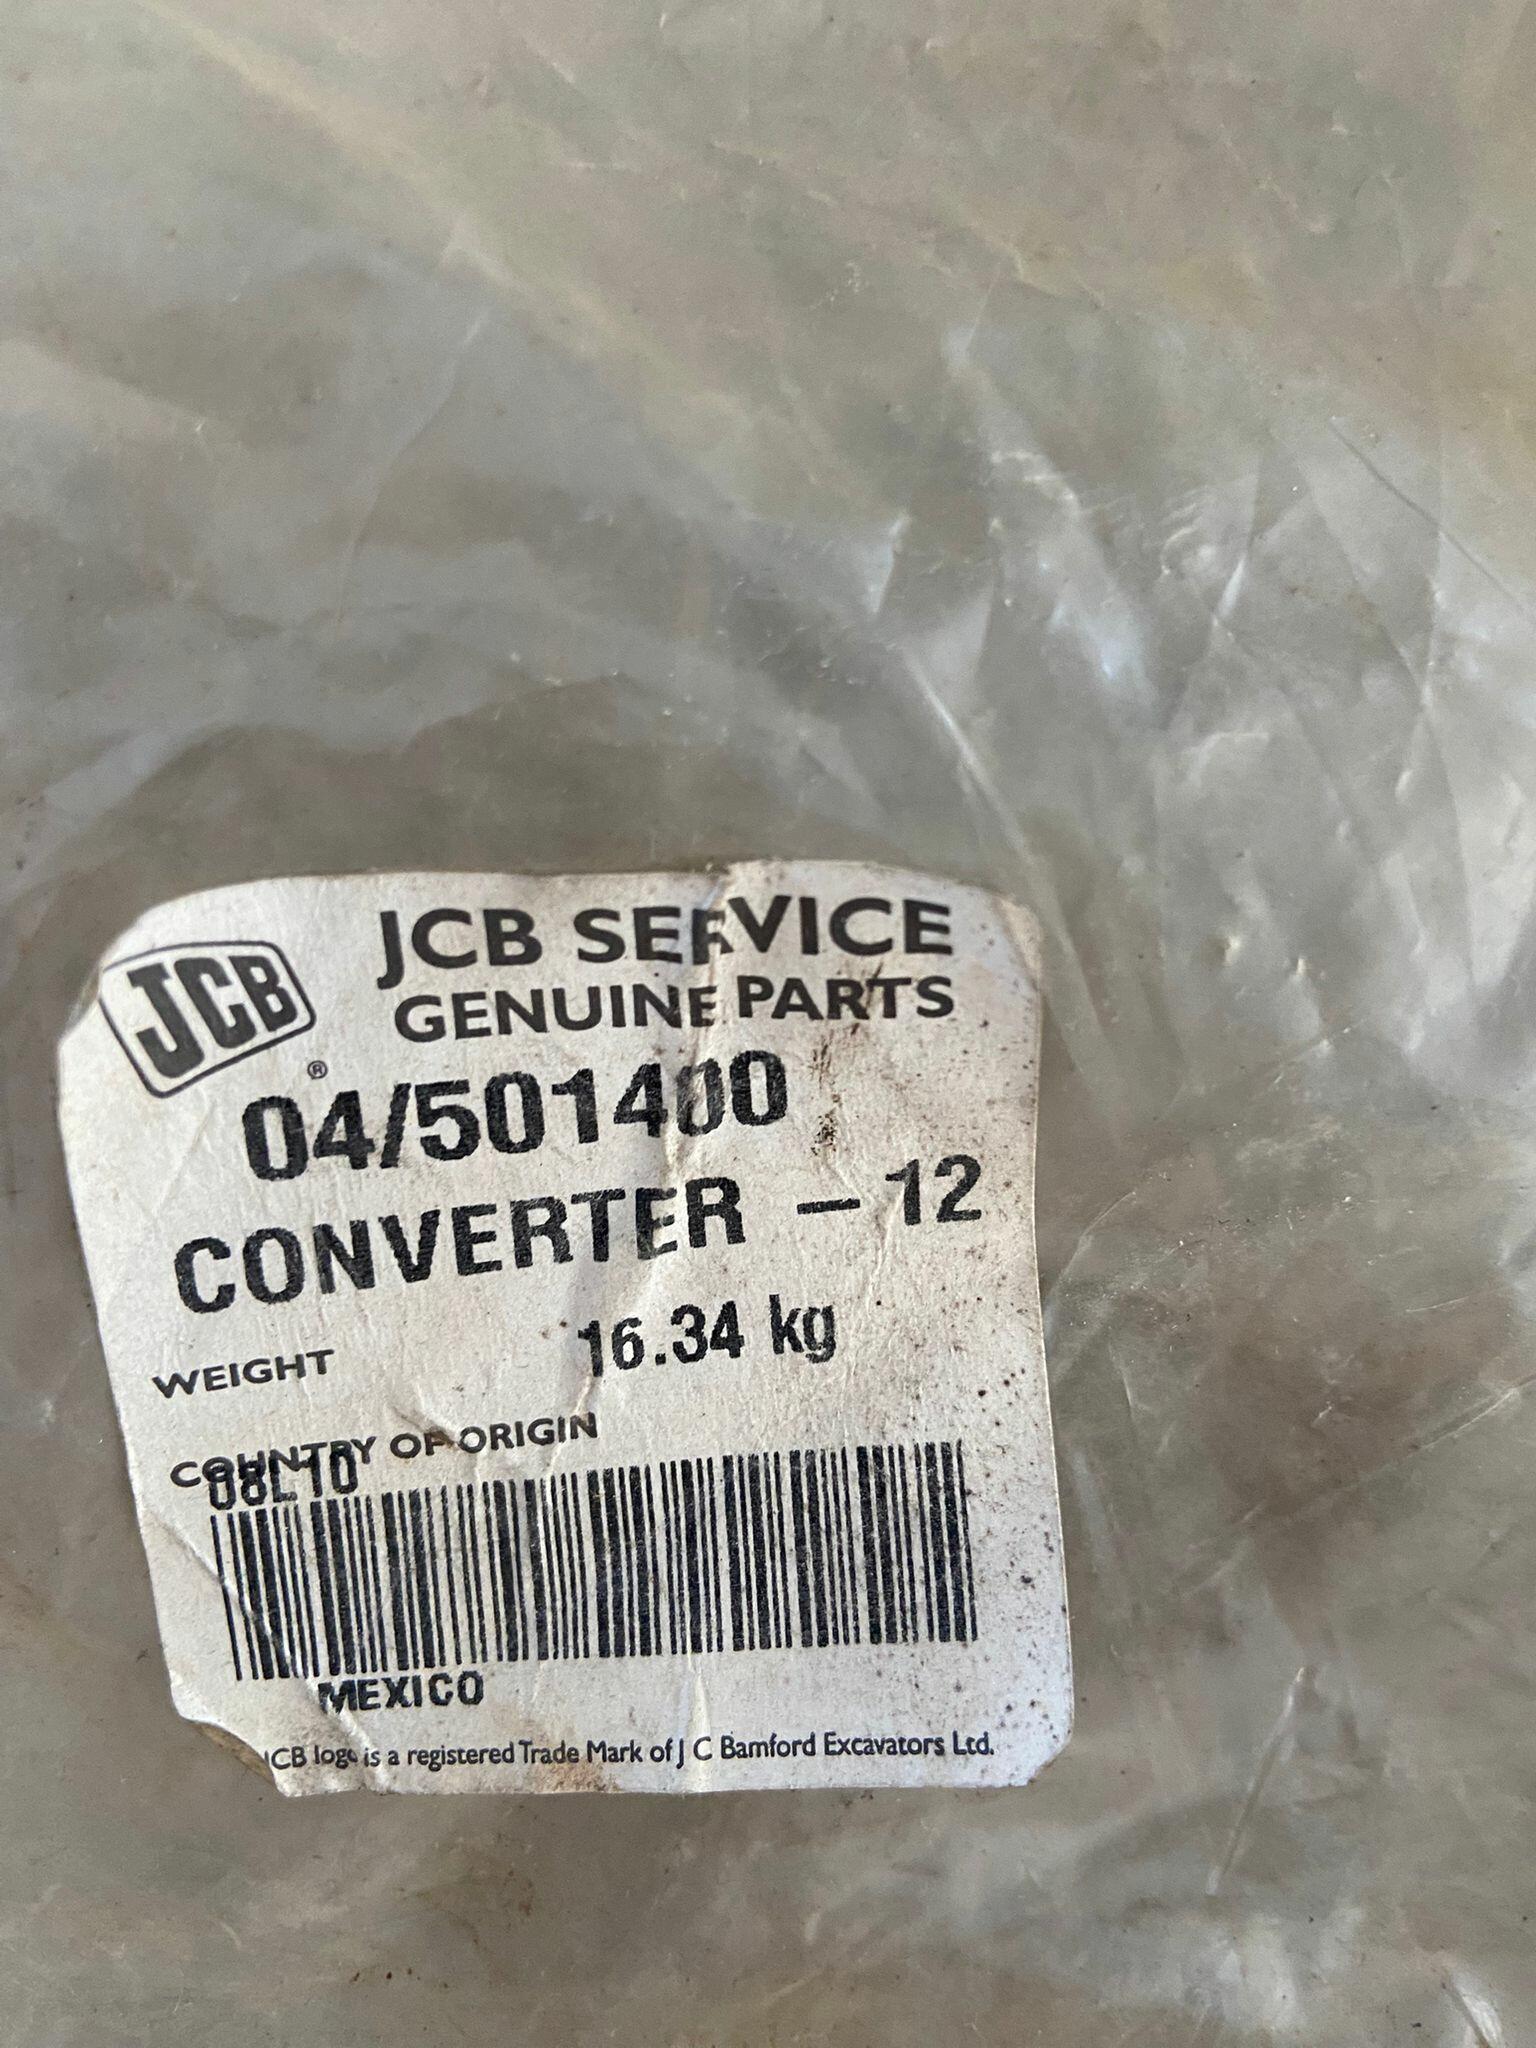 JCB
®
JCB SERVICE
GENUINE PARTS
04/501400
CONVERTER – 12
WEIGHT 16.34 kg
COUNTRY OF ORIGIN
08L10
MEXICO
JCB logo is a registered Trade Mark of J C Bamford Excavators Ltd.